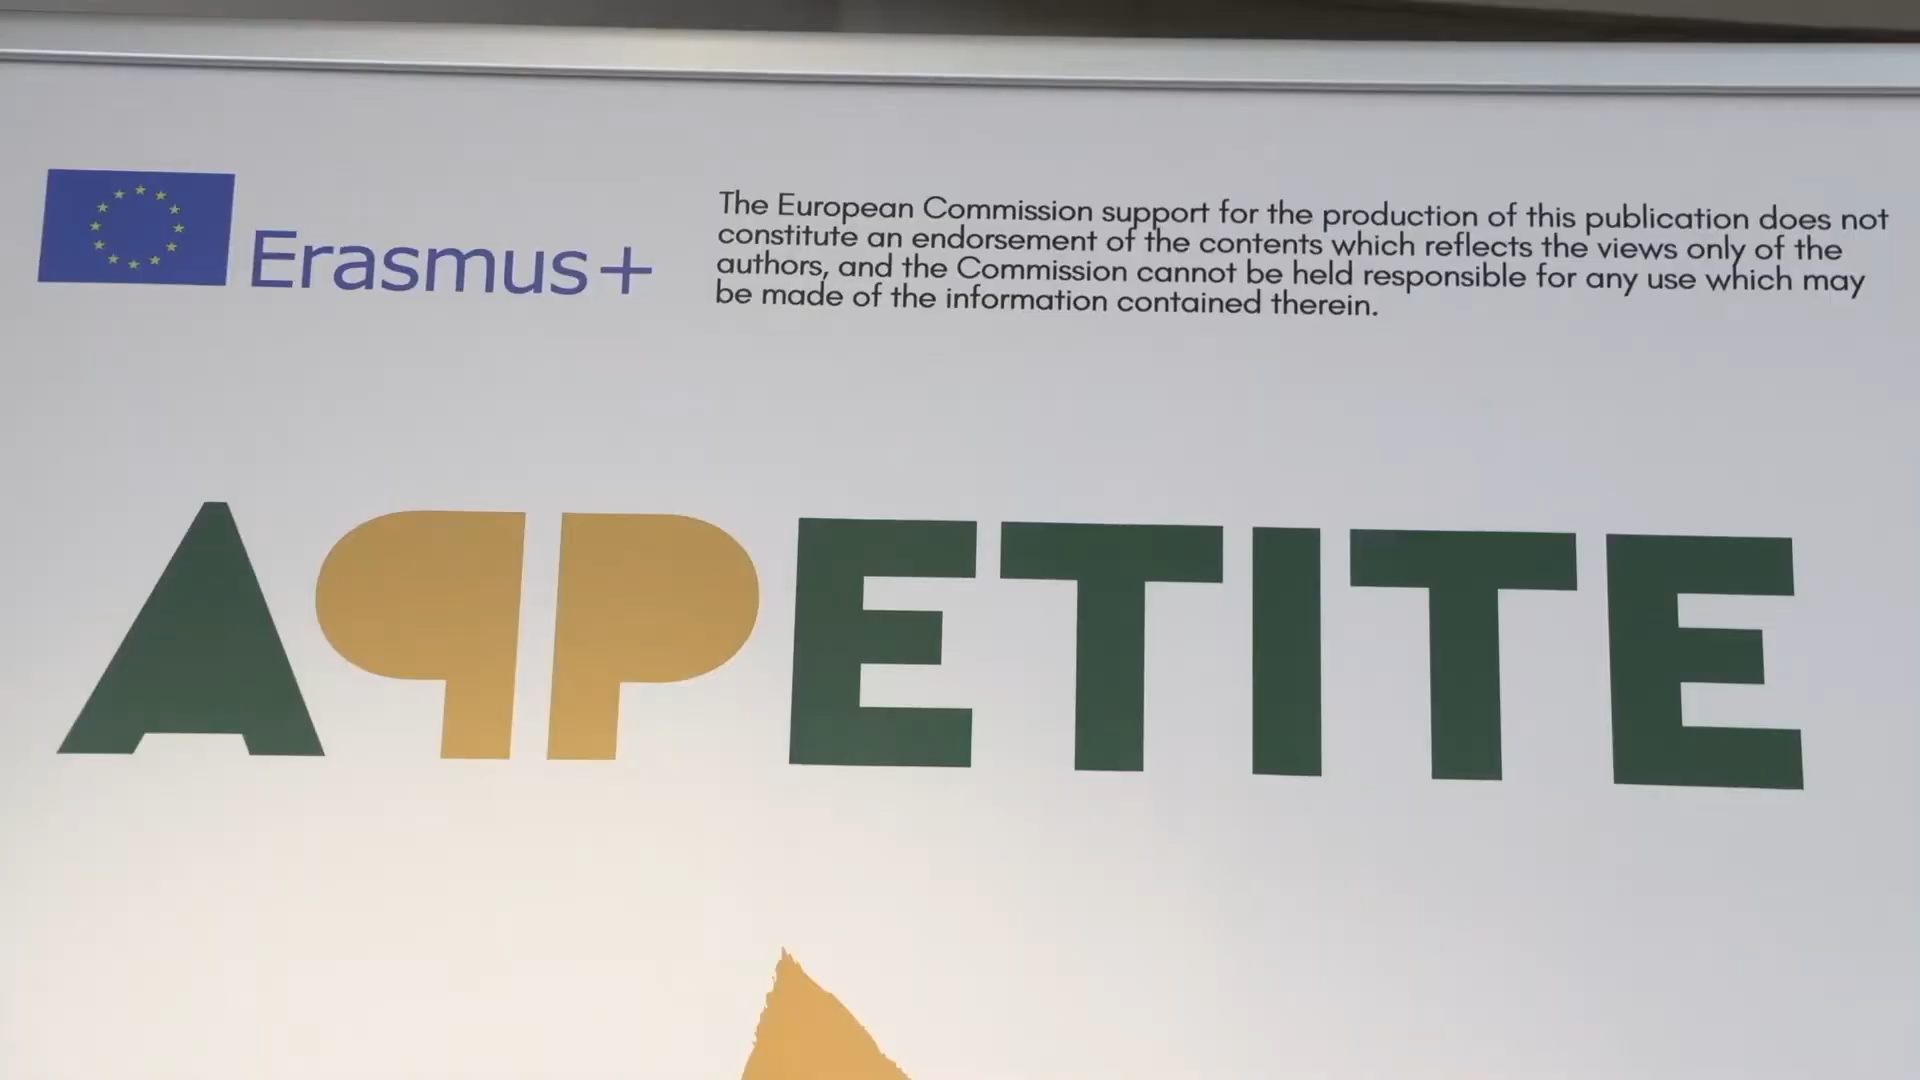 Erasmus+
The European Commission support for the production of this publication does not
constitute an endorsement of the contents which reflects the views only of the
authors, and the Commission cannot be held responsible for any use which may
be made of the information contained therein.
APPETITE